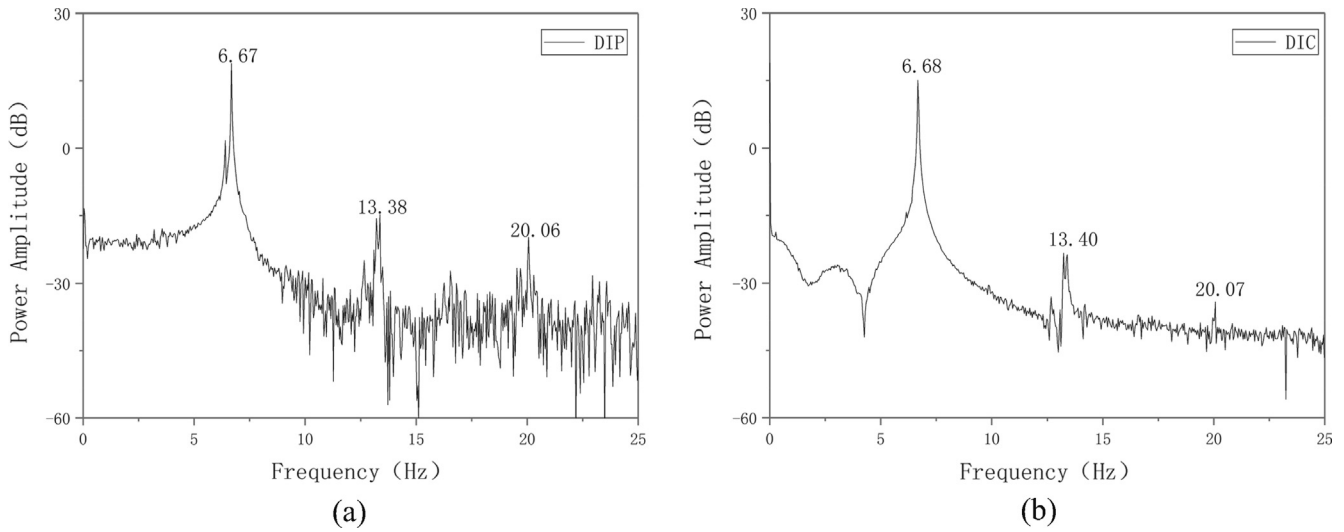 30
0
-30
-60
Power Amplitude (dB)
6.67
13.38
20.06
DIP
0 5 10 15 20 25
Frequency (Hz)
(a)
30
0
-30
-60
Power Amplitude (dB)
6.68
13.40
20.07
DIC
0 5 10 15 20 25
Frequency (Hz)
(b)